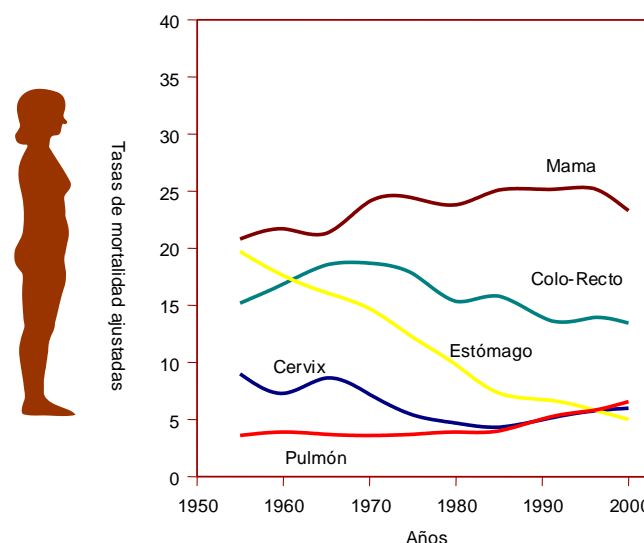 40
35
30
25
20
15
10
5
0
Tasas de mortalidad ajustadas
Mama
Colo-Recto
Estómago
Cervix
Pulmón
1950 1960 1970 1980 1990 2000
Años